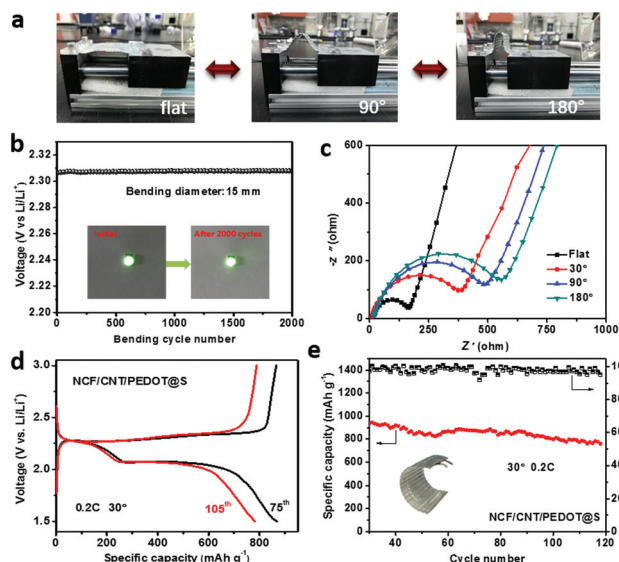 a
flat
90°
180°
b
2.32
2.30
2.28
2.26
2.24
2.22
2.20
Voltage (V vs Li/Li⁺)
Bending diameter: 15 mm
Initial
After 2000 cycles
0 500 1000 1500 2000
Bending cycle number
c
600
400
200
0
-Z″ (ohm)
Flat
30°
90°
180°
0 250 500 750 1000
Z′ (ohm)
d
3.0
2.5
2.0
1.5
Voltage (V vs. Li/Li⁺)
NCF/CNT/PEDOT@S
0.2C 30°
105th
75th
0 200 400 600 800
Specific capacity (mAh g⁻¹)
e
1400
1200
1000
800
600
400
200
0
Specific capacity (mAh g⁻¹)
30° 0.2C
NCF/CNT/PEDOT@S
80
60
40
20
0
40 60 80 100 120
Cycle number